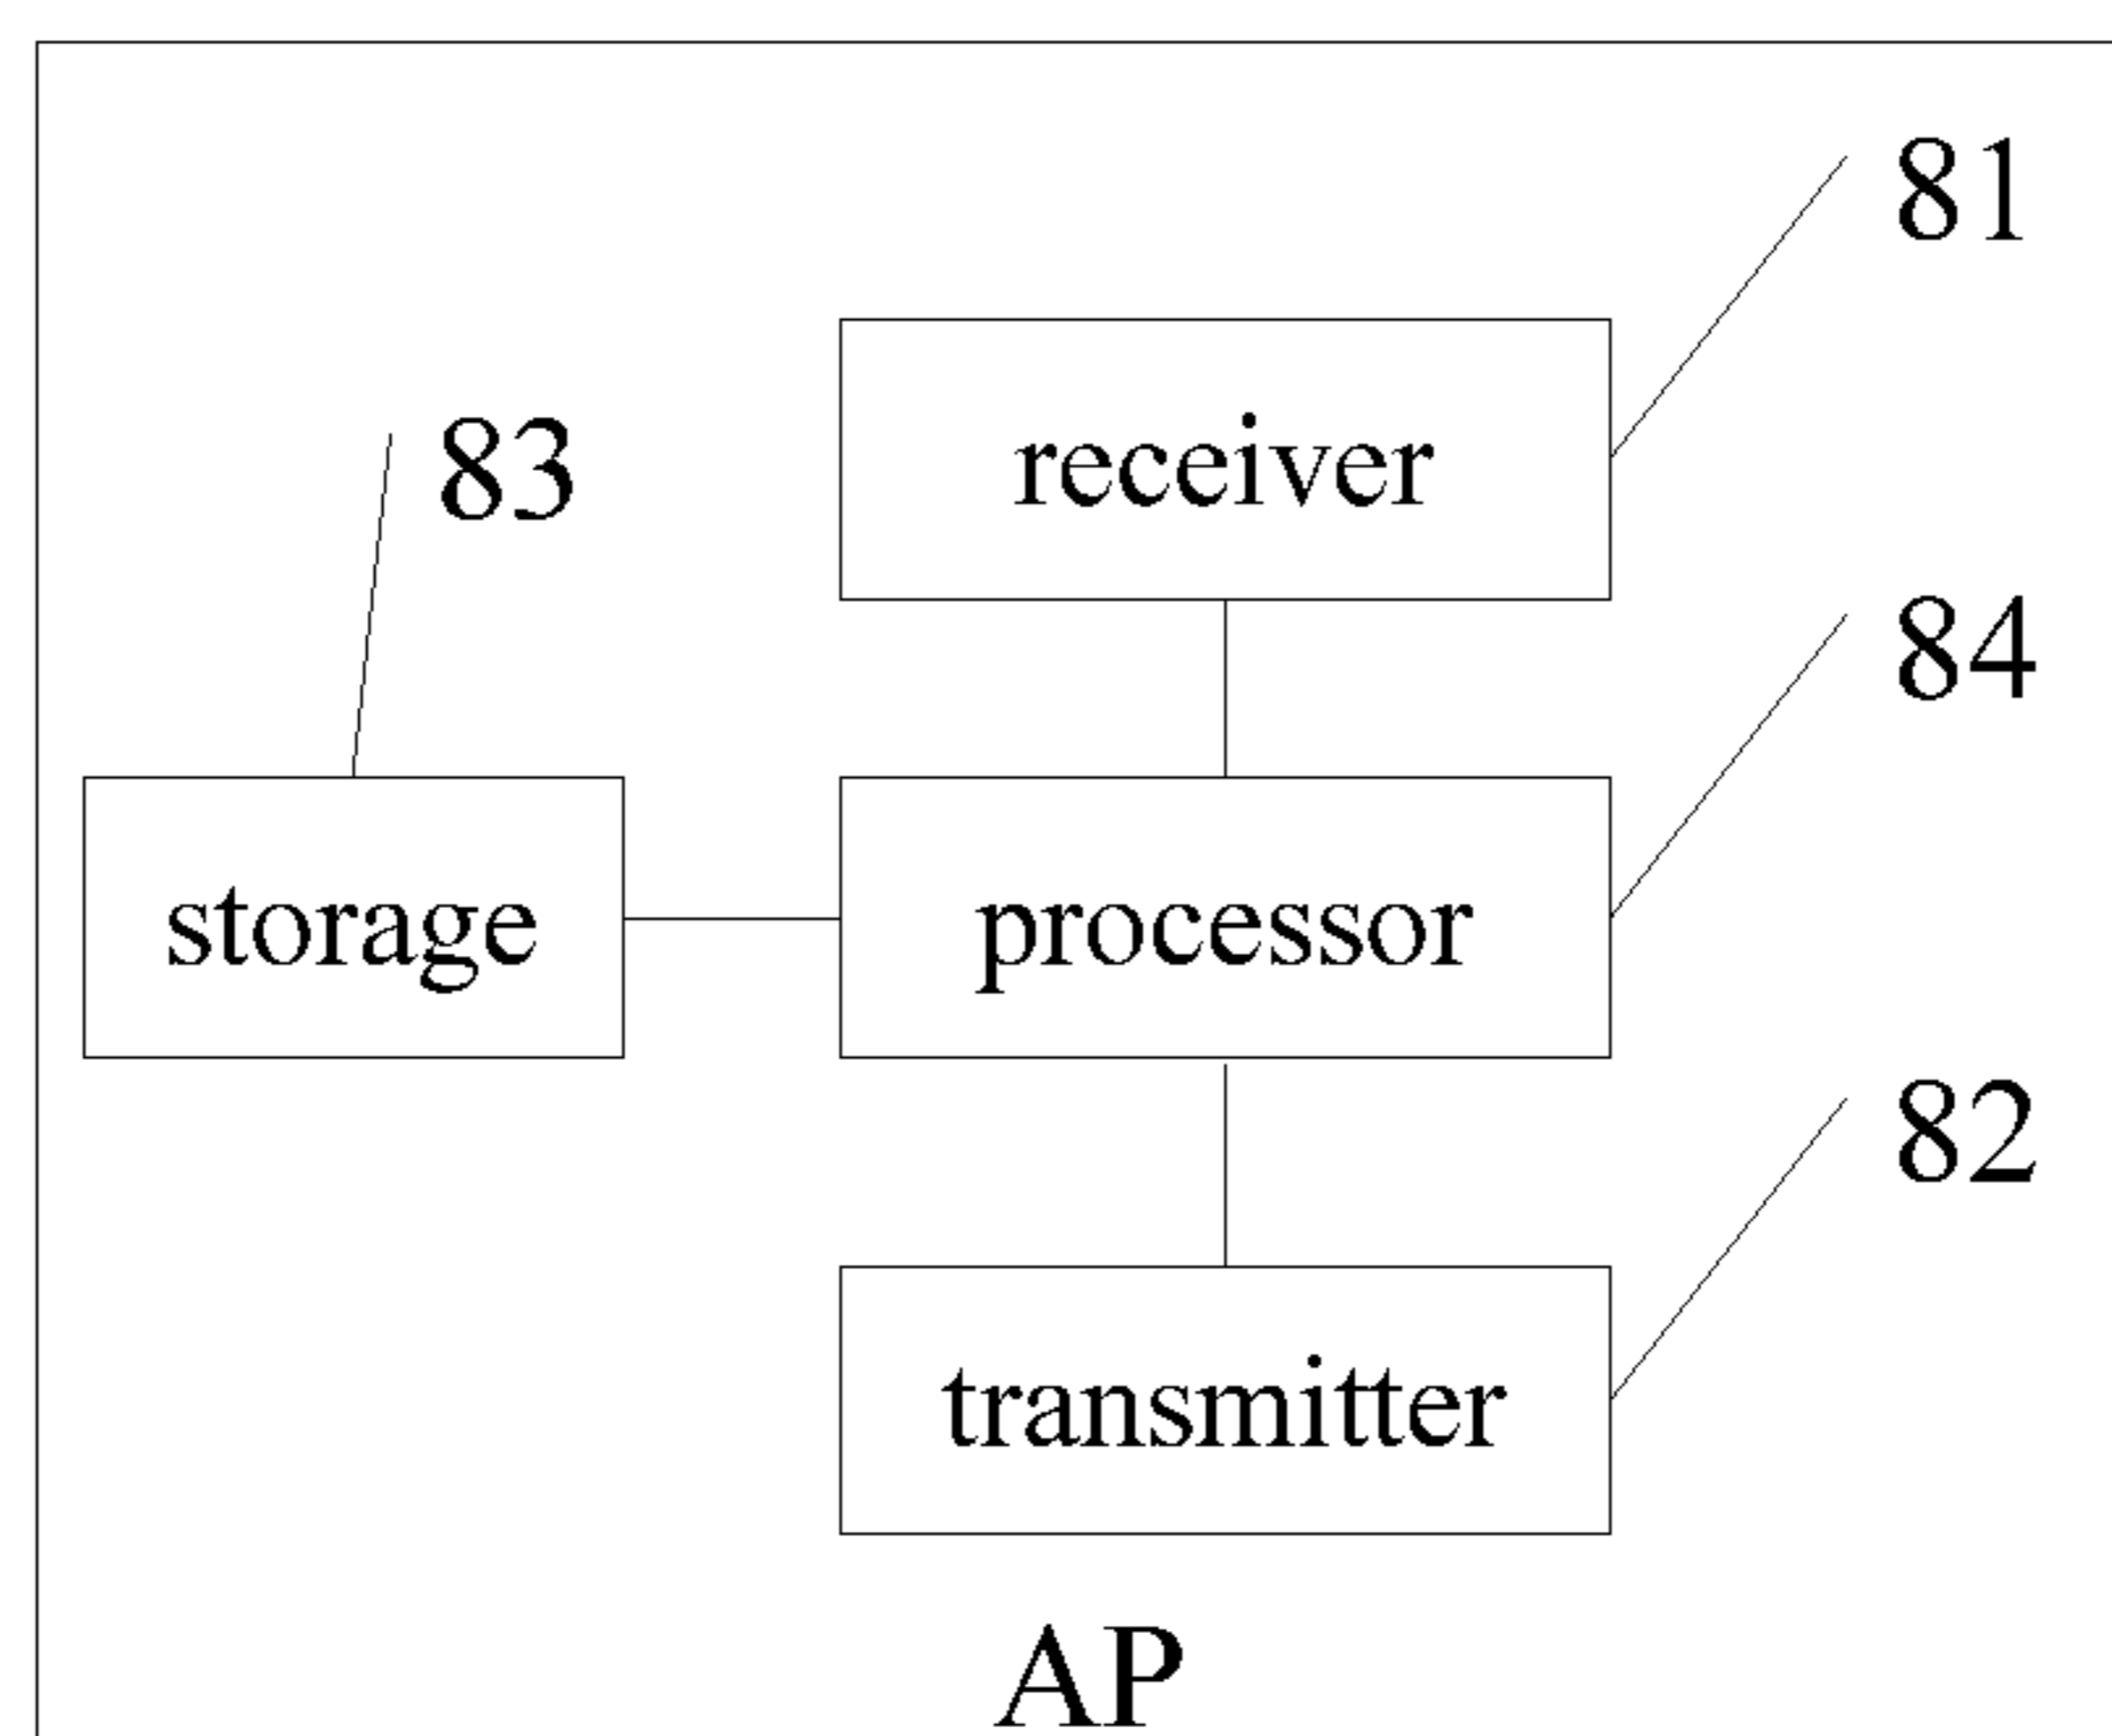 81
receiver
83
84
storage
processor
82
transmitter
AP